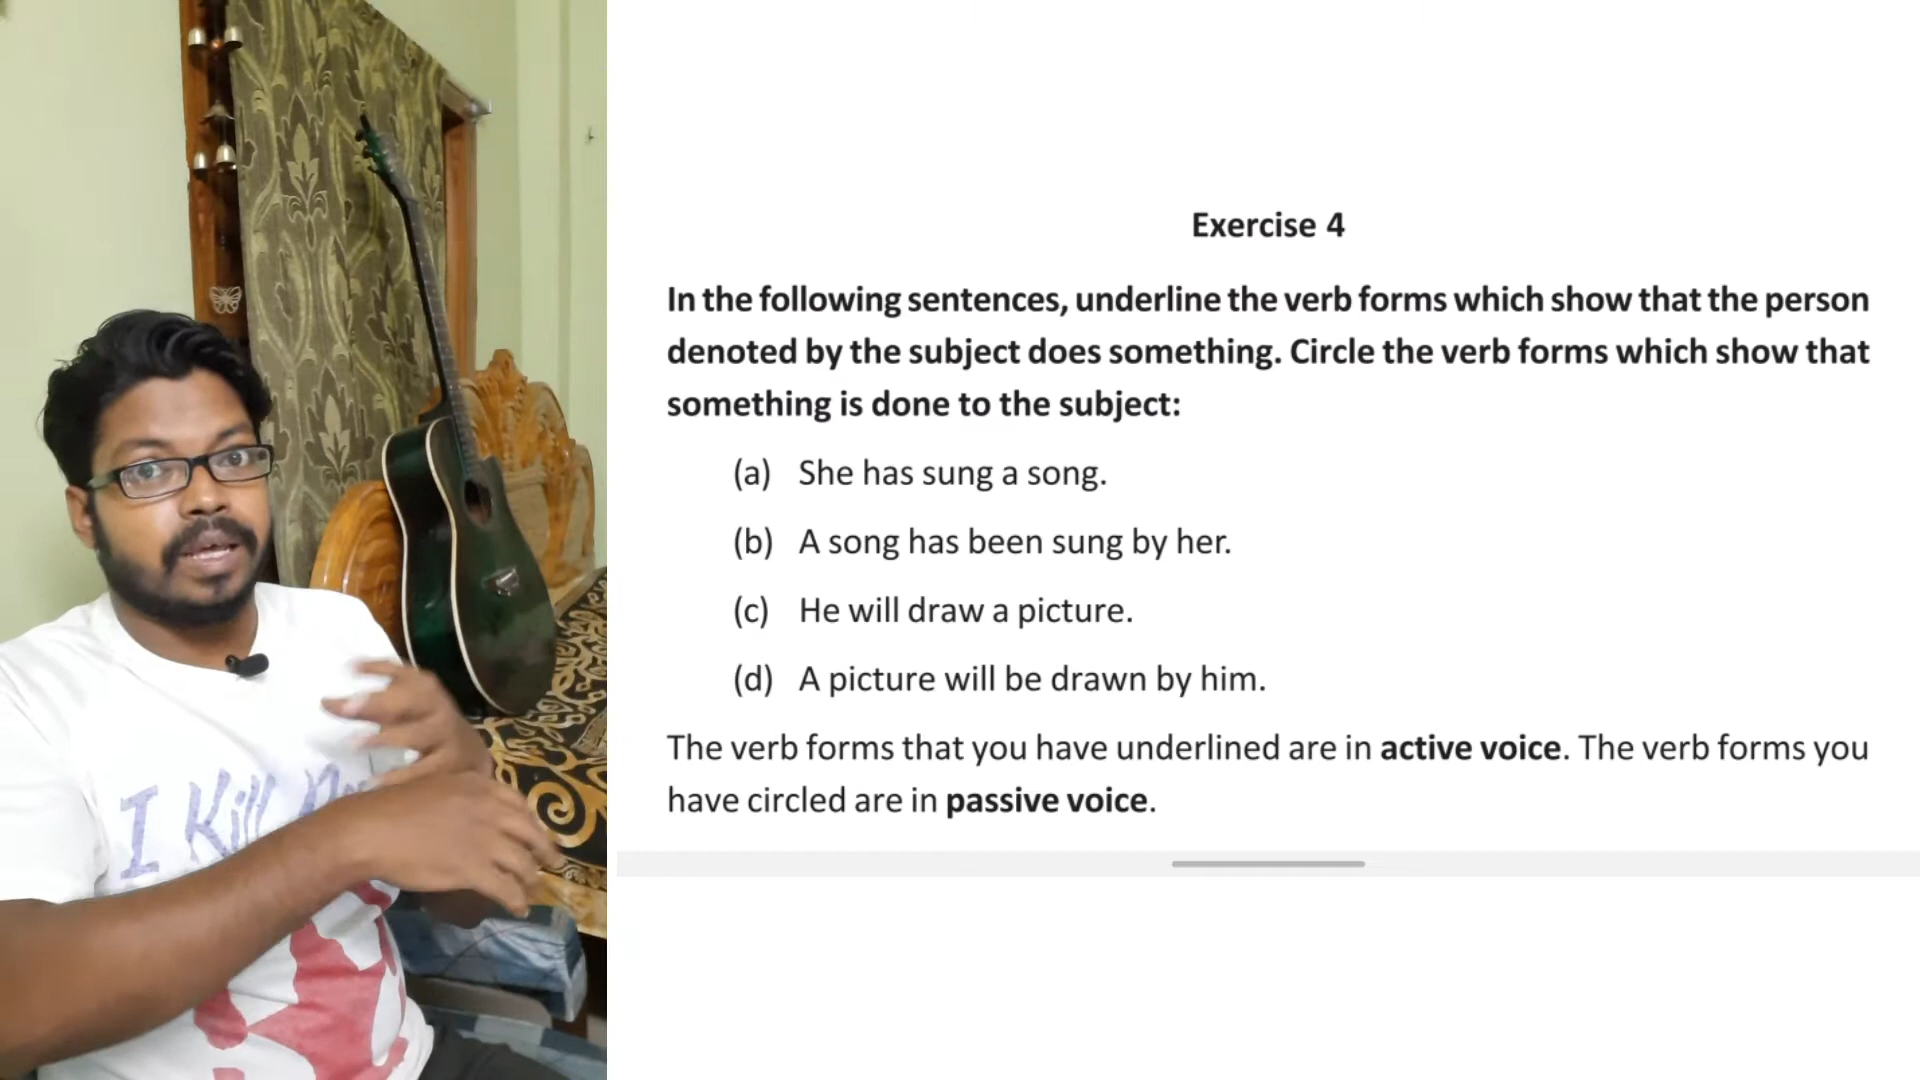 Exercise 4
In the following sentences, underline the verb forms which show that the person
denoted by the subject does something. Circle the verb forms which show that
something is done to the subject:
(a) She has sung a song.
(b) A song has been sung by her.
(c) He will draw a picture.
(d) A picture will be drawn by him.
The verb forms that you have underlined are in active voice. The verb forms you
have circled are in passive voice.
I Kill